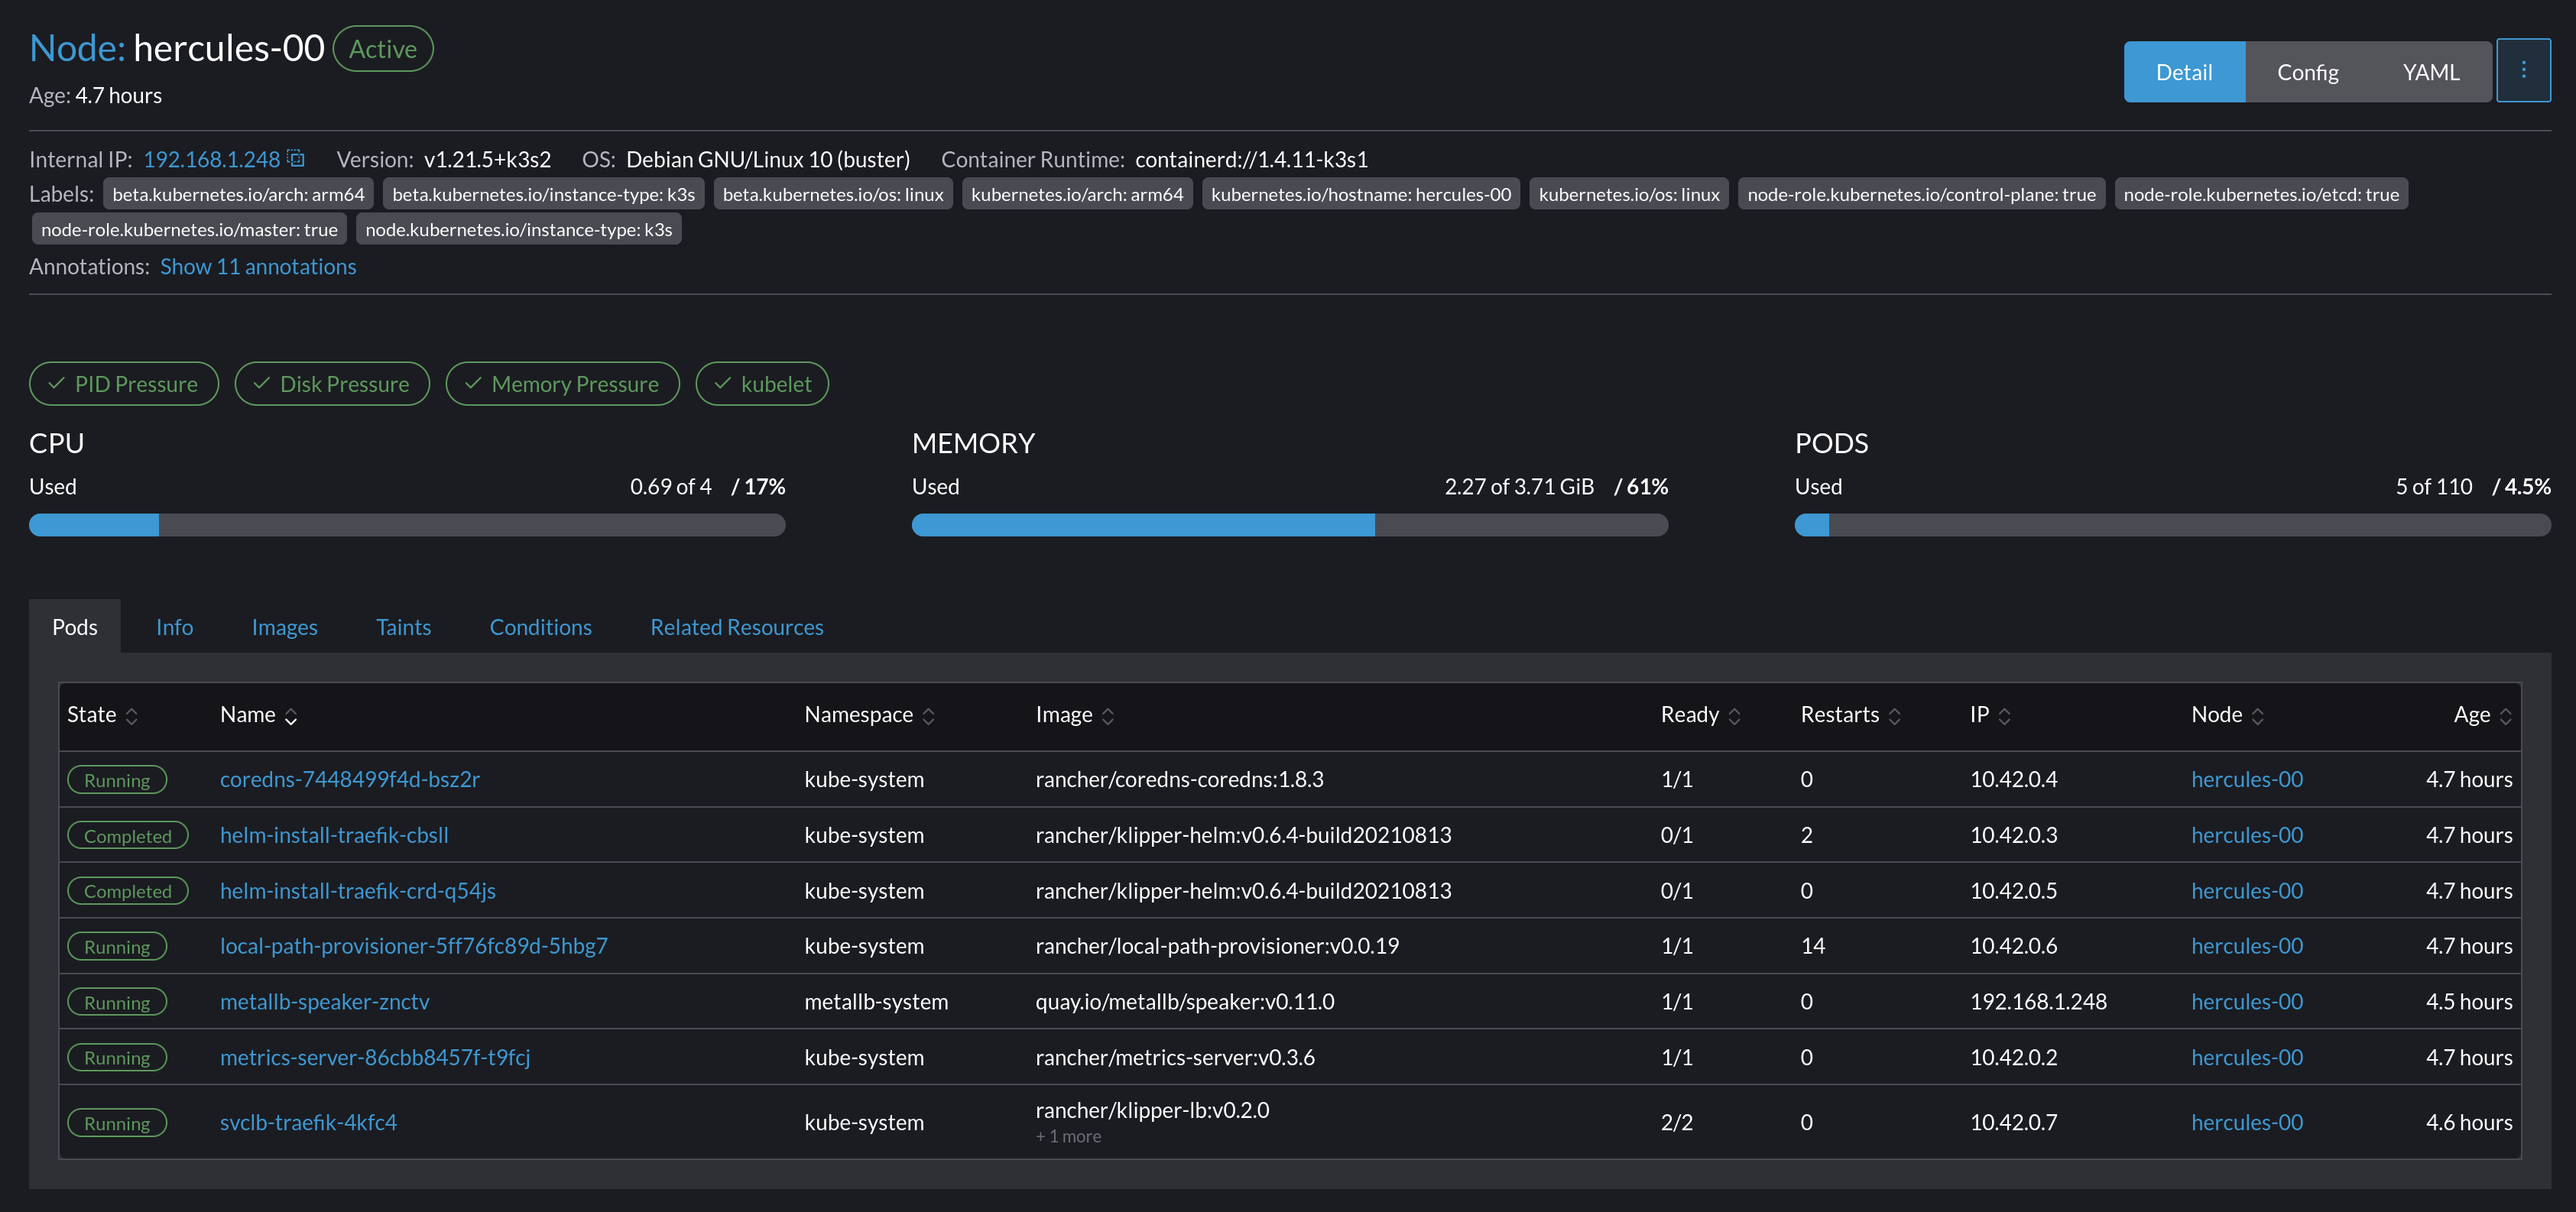 Node: hercules-00 Active
Age: 4.7 hours
Detail Config YAML
Internal IP: 192.168.1.248 Version: v1.21.5+k3s2 OS: Debian GNU/Linux 10 (buster) Container Runtime: containerd://1.4.11-k3s1
Labels: beta.kubernetes.io/arch: arm64 beta.kubernetes.io/instance-type: k3s beta.kubernetes.io/os: linux kubernetes.io/arch: arm64 kubernetes.io/hostname: hercules-00 kubernetes.io/os: linux node-role.kubernetes.io/control-plane: true node-role.kubernetes.io/etcd: true
node-role.kubernetes.io/master: true node.kubernetes.io/instance-type: k3s
Annotations: Show 11 annotations
PID Pressure Disk Pressure Memory Pressure kubelet
CPU
Used 0.69 of 4 / 17%
MEMORY
Used 2.27 of 3.71 GiB / 61%
PODS
Used 5 of 110 / 4.5%
Pods Info Images Taints Conditions Related Resources
State Name Namespace Image Ready Restarts IP Node Age
Running coredns-7448499f4d-bsz2r kube-system rancher/coredns-coredns:1.8.3 1/1 0 10.42.0.4 hercules-00 4.7 hours
Completed helm-install-traefik-cbsll kube-system rancher/klipper-helm:v0.6.4-build20210813 0/1 2 10.42.0.3 hercules-00 4.7 hours
Completed helm-install-traefik-crd-q54js kube-system rancher/klipper-helm:v0.6.4-build20210813 0/1 0 10.42.0.5 hercules-00 4.7 hours
Running local-path-provisioner-5ff76fc89d-5hbg7 kube-system rancher/local-path-provisioner:v0.0.19 1/1 14 10.42.0.6 hercules-00 4.7 hours
Running metallb-speaker-znctv metallb-system quay.io/metallb/speaker:v0.11.0 1/1 0 192.168.1.248 hercules-00 4.5 hours
Running metrics-server-86cbb8457f-t9fcj kube-system rancher/metrics-server:v0.3.6 1/1 0 10.42.0.2 hercules-00 4.7 hours
Running svclb-traefik-4kfc4 kube-system rancher/klipper-lb:v0.2.0 2/2 0 10.42.0.7 hercules-00 4.6 hours
+ 1 more